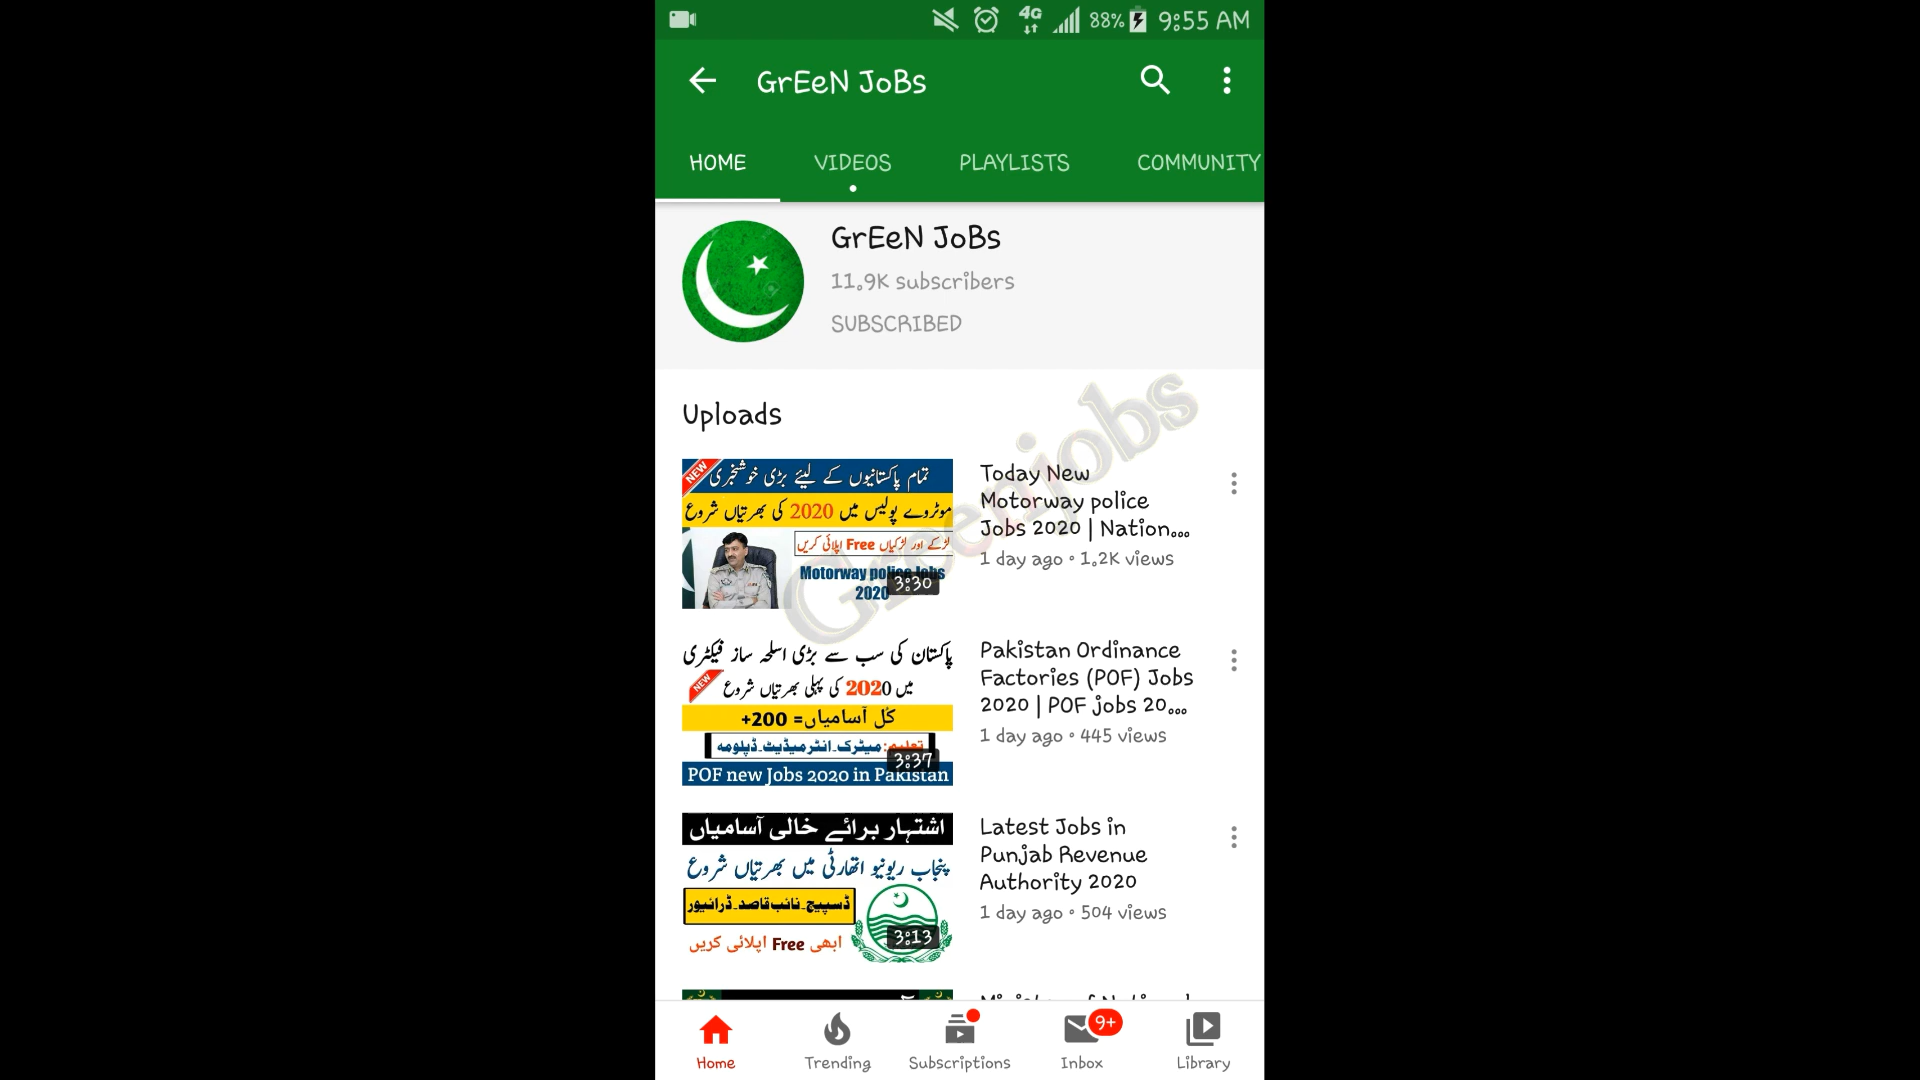 88% 9:55 AM
4G
GrEeN JoBs
HOME VIDEOS PLAYLISTS COMMUNITY
GrEeN JoBs
11.9K subscribers
SUBSCRIBED
Uploads
Greenjobs
NEW
تمام پاکستانیوں کے لیئے بڑی خوشخبری
موٹروے پولیس میں 2020 کی بھرتیاں شروع
لڑکے اور لڑکیاں Free اپلائی کریں
Motorway police Jobs
2020
3:30
Today New
Motorway police
Jobs 2020 | Nation...
1 day ago • 1.2K views
پاکستان کی سب سے بڑی اسلحہ ساز فیکٹری
میں 2020 کی پہلی بھرتیاں شروع
NEW
کل آسامیاں= 200+
تعلیم: میٹرک۔انٹرمیڈیٹ۔ڈپلومہ
3:37
POF new Jobs 2020 in Pakistan
Pakistan Ordinance
Factories (POF) Jobs
2020 | POF jobs 20...
1 day ago • 445 views
اشتہار برائے خالی آسامیاں
پنجاب ریونیو اتھارٹی میں بھرتیاں شروع
ڈسپیچ۔نائب قاصد۔ڈرائیور
ابھی Free اپلائی کریں
3:13
Latest Jobs in
Punjab Revenue
Authority 2020
1 day ago • 504 views
Home Trending Subscriptions Inbox Library
9+